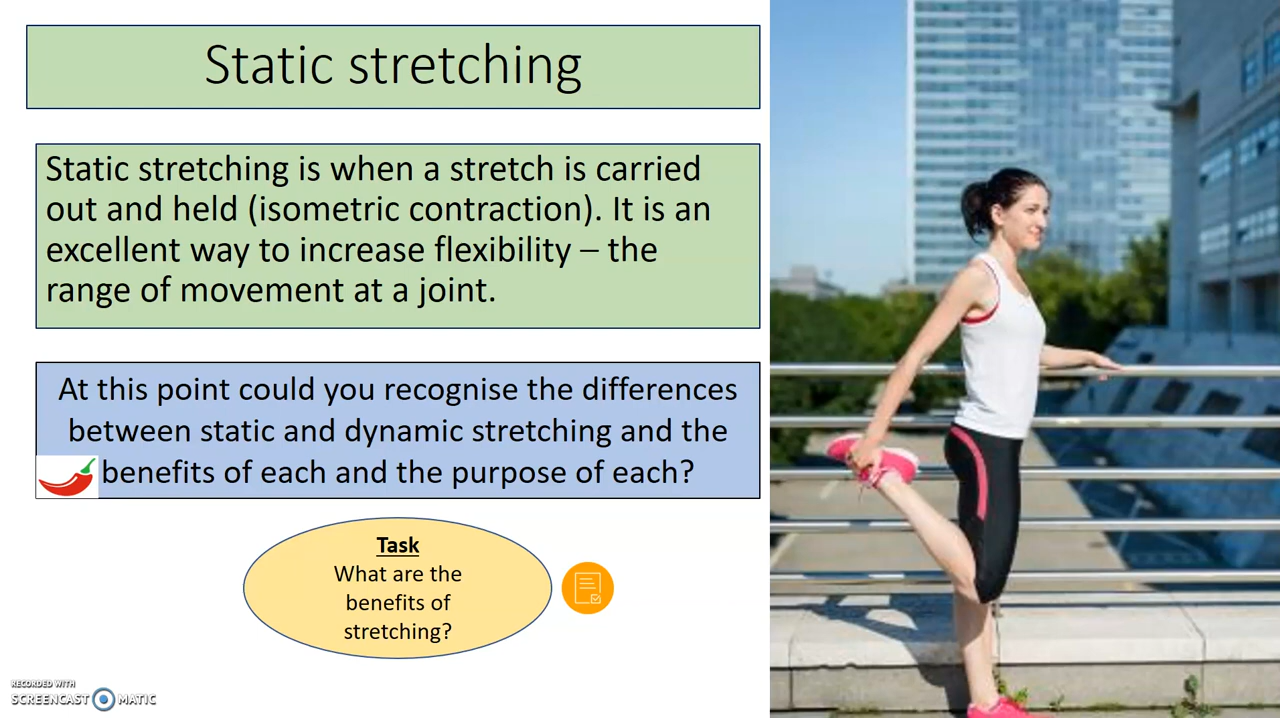 Static stretching
Static stretching is when a stretch is carried
out and held (isometric contraction). It is an
excellent way to increase flexibility – the
range of movement at a joint.
At this point could you recognise the differences
between static and dynamic stretching and the
benefits of each and the purpose of each?
Task
What are the
benefits of
stretching?
RECORDED WITH
SCREENCAST MATIC